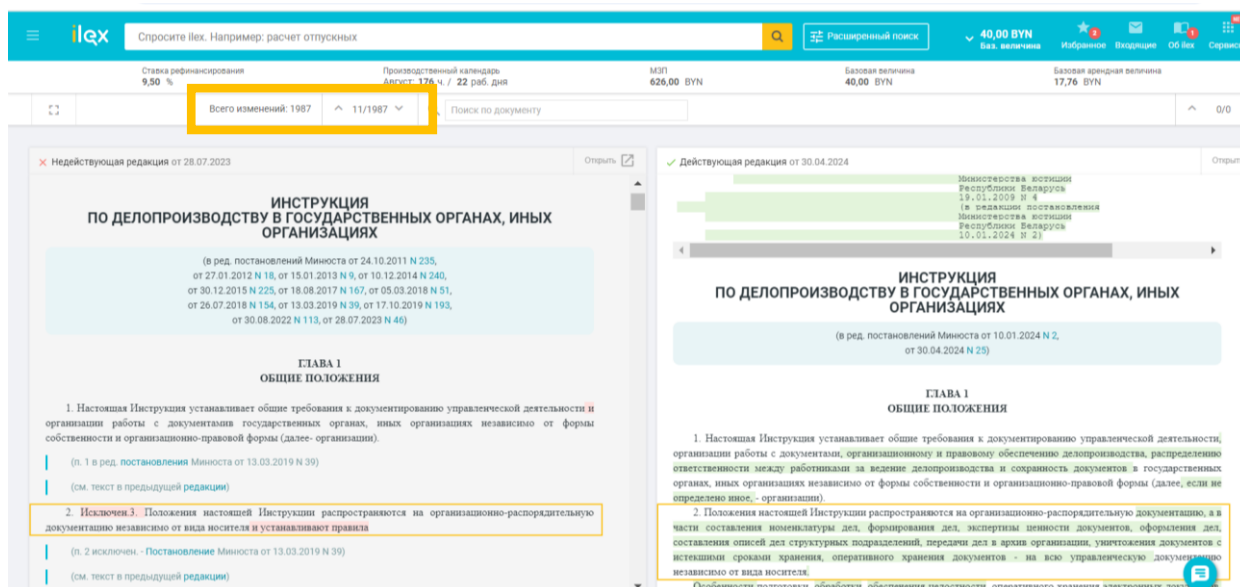 ilex
Спросите ilex. Например: расчет отпускных
Расширенный поиск
40,00 BYN
Баз. величина
Избранное
Входящие
Об ilex
Сервис
Ставка рефинансирования
9,50 %
Производственный календарь
Август: 176 ч. / 22 раб. дня
МЗП
626,00 BYN
Базовая величина
40,00 BYN
Базовая арендная величина
17,76 BYN
Всего изменений: 1987
11/1987
Поиск по документу
0/0
Недействующая редакция от 28.07.2023
Открыть
ИНСТРУКЦИЯ
ПО ДЕЛОПРОИЗВОДСТВУ В ГОСУДАРСТВЕННЫХ ОРГАНАХ, ИНЫХ
ОРГАНИЗАЦИЯХ
(в ред. постановлений Минюста от 24.10.2011 N 235,
от 27.01.2012 N 18, от 15.01.2013 N 9, от 10.12.2014 N 240,
от 30.12.2015 N 225, от 18.08.2017 N 167, от 05.03.2018 N 51,
от 26.07.2018 N 154, от 13.03.2019 N 39, от 17.10.2019 N 193,
от 30.08.2022 N 113, от 28.07.2023 N 46)
ГЛАВА 1
ОБЩИЕ ПОЛОЖЕНИЯ
1. Настоящая Инструкция устанавливает общие требования к документированию управленческой деятельности и
организации работы с документамив государственных органах, иных организациях независимо от формы
собственности и организационно-правовой формы (далее- организации).
(п. 1 в ред. постановления Минюста от 13.03.2019 N 39)
(см. текст в предыдущей редакции)
2. Исключен.3. Положения настоящей Инструкции распространяются на организационно-распорядительную
документацию независимо от вида носителя и устанавливают правила
(п. 2 исключен. - Постановление Минюста от 13.03.2019 N 39)
(см. текст в предыдущей редакции)
Действующая редакция от 30.04.2024
Открыт
Министерства юстиции
Республики Беларусь
19.01.2009 N 4
(в редакции постановления
Министерства юстиции
Республики Беларусь
10.01.2024 N 2)
ИНСТРУКЦИЯ
ПО ДЕЛОПРОИЗВОДСТВУ В ГОСУДАРСТВЕННЫХ ОРГАНАХ, ИНЫХ
ОРГАНИЗАЦИЯХ
(в ред. постановлений Минюста от 10.01.2024 N 2,
от 30.04.2024 N 25)
ГЛАВА 1
ОБЩИЕ ПОЛОЖЕНИЯ
1. Настоящая Инструкция устанавливает общие требования к документированию управленческой деятельности,
организации работы с документами, организационному и правовому обеспечению делопроизводства, распределению
ответственности между работниками за ведение делопроизводства и сохранность документов в государственных
органах, иных организациях независимо от формы собственности и организационно-правовой формы (далее, если не
определено иное, - организации).
2. Положения настоящей Инструкции распространяются на организационно-распорядительную документацию, а в
части составления номенклатуры дел, формирования дел, экспертизы ценности документов, оформления дел,
составления описей дел структурных подразделений, передачи дел в архив организации, уничтожения документов с
истекшими сроками хранения, оперативного хранения документов - на всю управленческую документацию
независимо от вида носителя.
Особенности подготовки, обработки, обеспечения целостности, оперативного хранения электронных